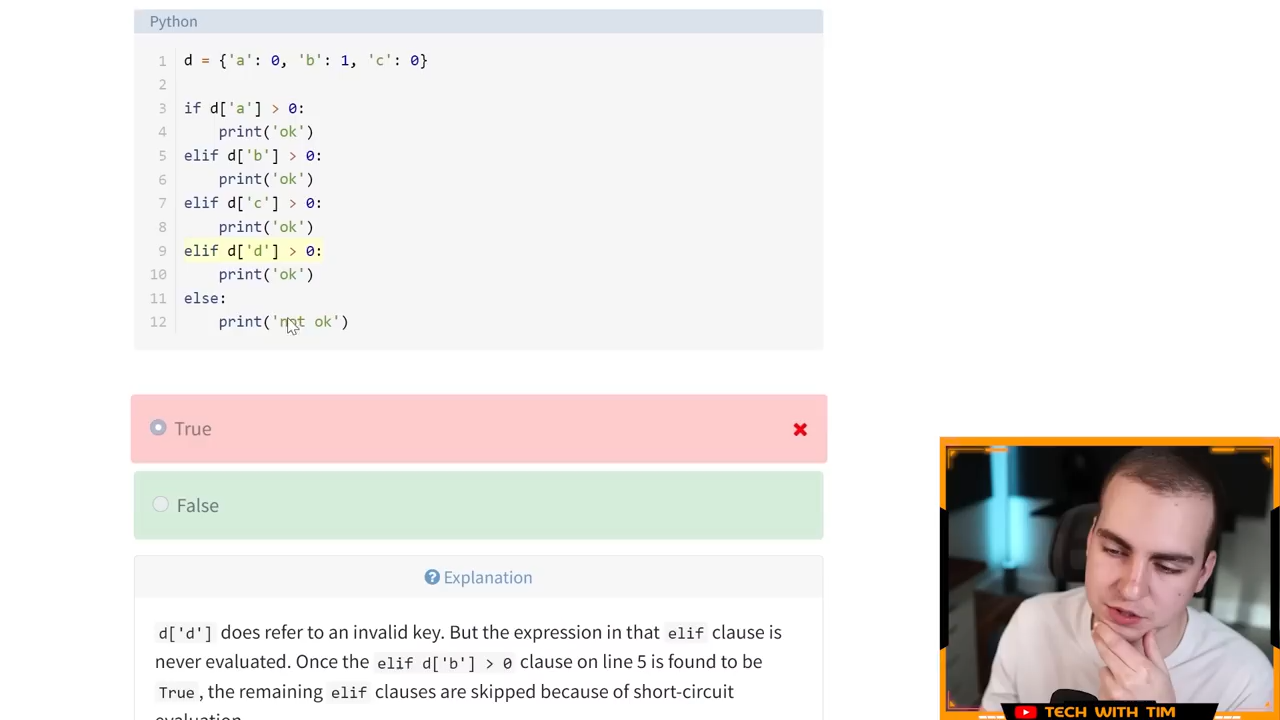 Python
1 d = {'a': 0, 'b': 1, 'c': 0}
2
3 if d['a'] > 0:
4 print('ok')
5 elif d['b'] > 0:
6 print('ok')
7 elif d['c'] > 0:
8 print('ok')
9 elif d['d'] > 0:
10 print('ok')
11 else:
12 print('not ok')
True
False
Explanation
d['d'] does refer to an invalid key. But the expression in that elif clause is
never evaluated. Once the elif d['b'] > 0 clause on line 5 is found to be
True, the remaining elif clauses are skipped because of short-circuit
evaluation.
TECH WITH TIM